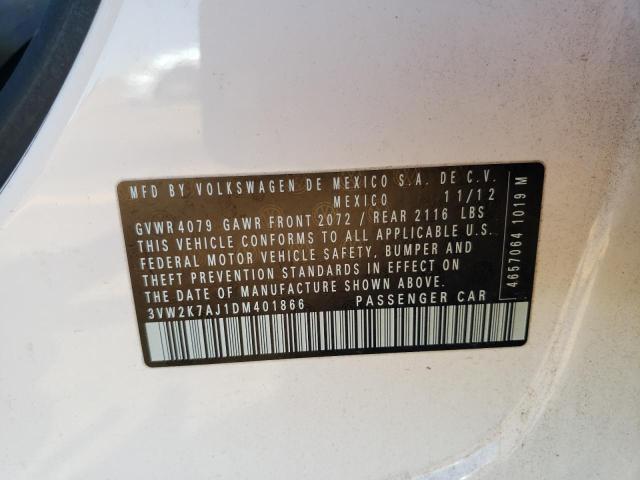 MFD BY VOLKSWAGEN DE MEXICO S.A. DE C.V.
MEXICO 11/12
GVWR 4079 GAWR FRONT 2072 / REAR 2116 LBS
THIS VEHICLE CONFORMS TO ALL APPLICABLE U.S.
FEDERAL MOTOR VEHICLE SAFETY, BUMPER AND
THEFT PREVENTION STANDARDS IN EFFECT ON
THE DATE OF MANUFACTURE SHOWN ABOVE.
3VW2K7AJ1DM401866 PASSENGER CAR
4657064 1019 M